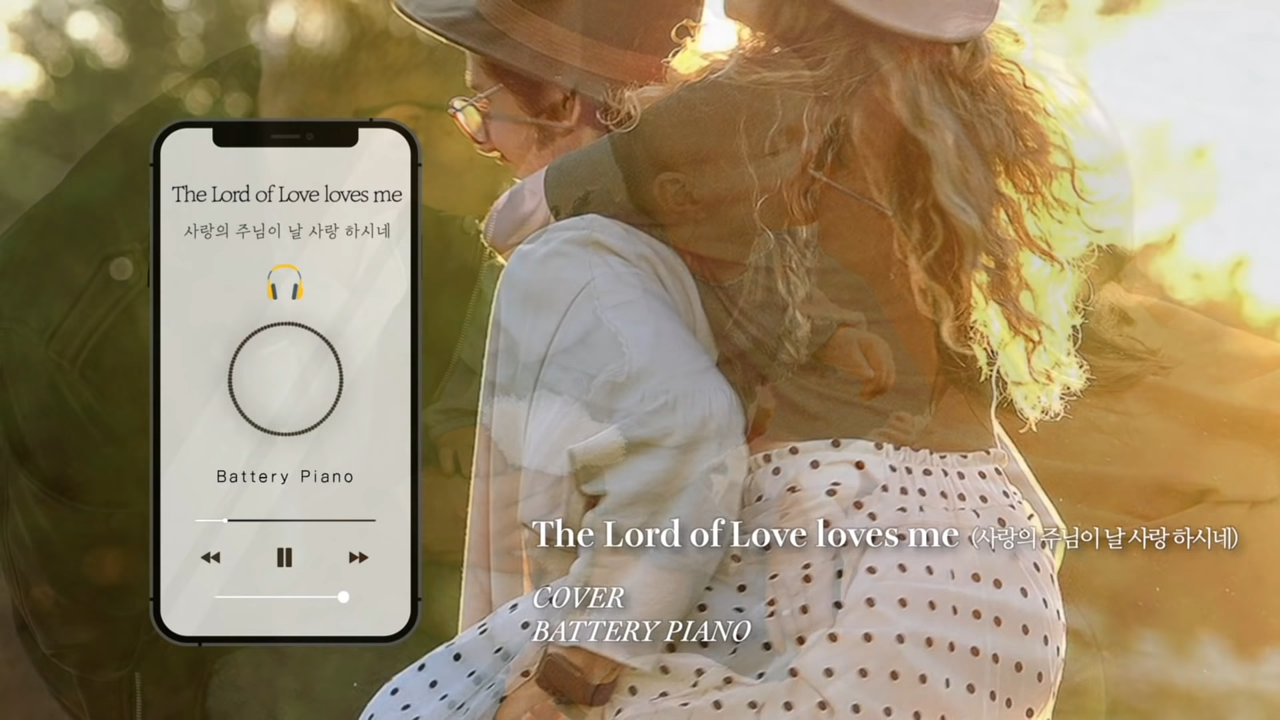 The Lord of Love loves me
사랑의 주님이 날 사랑 하시네
Battery Piano
The Lord of Love loves me (사랑의 주님이 날 사랑 하시네)
COVER
BATTERY PIANO